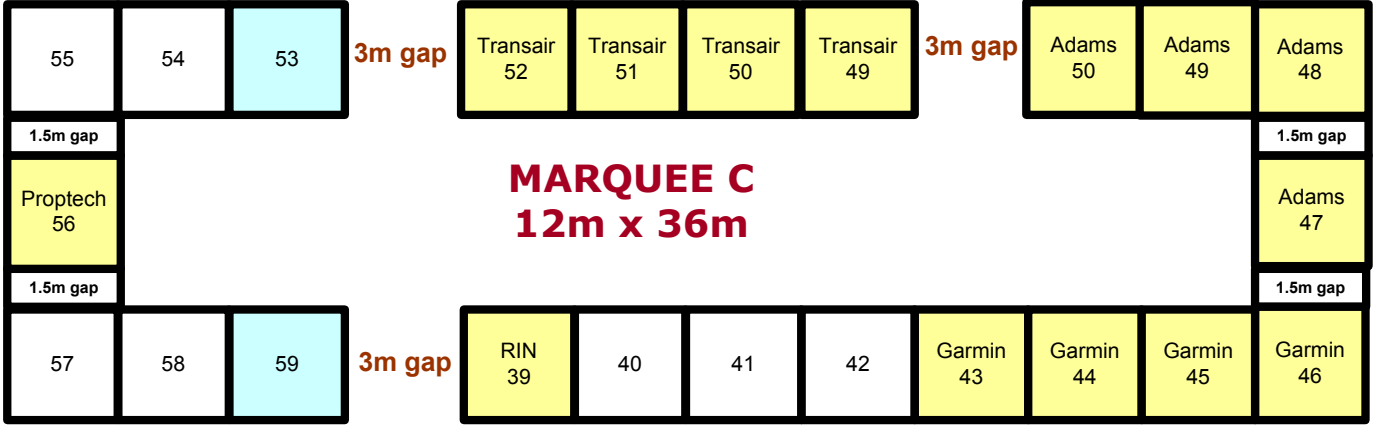 55
54
53
3m gap
Transair
52
Transair
51
Transair
50
Transair
49
3m gap
Adams
50
Adams
49
Adams
48
1.5m gap
1.5m gap
MARQUEE C
12m x 36m
Proptech
56
Adams
47
1.5m gap
1.5m gap
57
58
59
3m gap
RIN
39
40
41
42
Garmin
43
Garmin
44
Garmin
45
Garmin
46